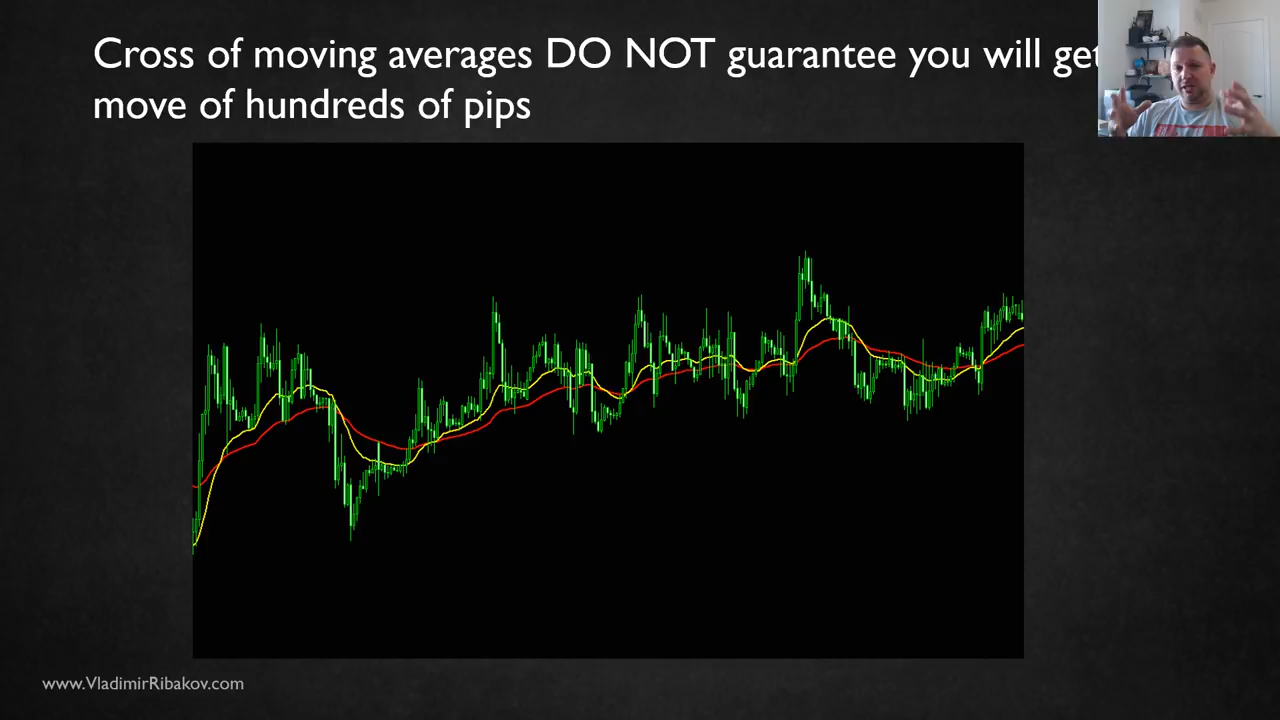 Cross of moving averages DO NOT guarantee you will get
move of hundreds of pips
www.VladimirRibakov.com